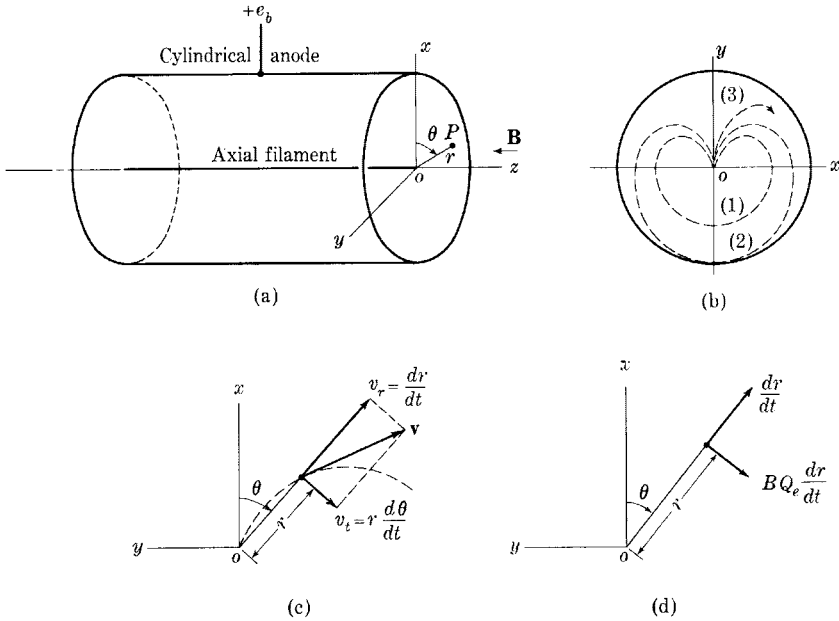 +e_b
Cylindrical anode
Axial filament
x
θ
P
r
o
z
y
B
(a)
y
x
o
(3)
(1)
(2)
(b)
x
y
o
θ
r
v_r = dr/dt
v
v_t = r dθ/dt
(c)
x
y
o
θ
r
dr/dt
BQ_e dr/dt
(d)